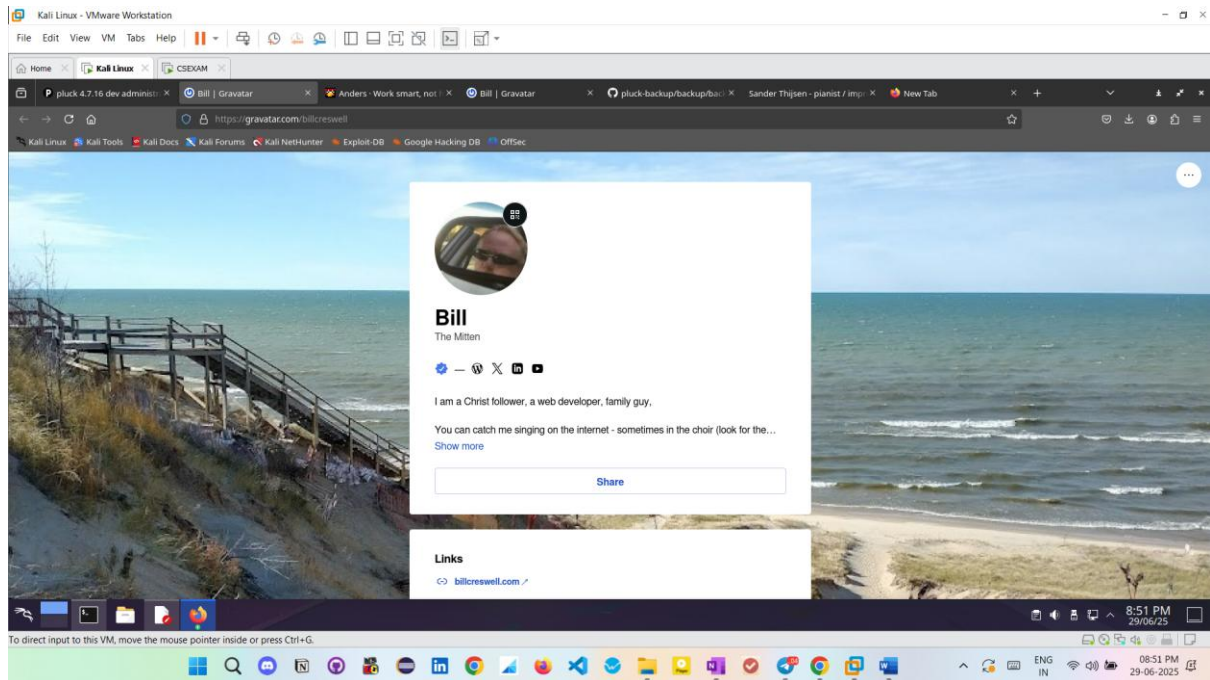 Kali Linux - VMware Workstation
File Edit View VM Tabs Help
Home Kali Linux CSEXAM
pluck 4.7.16 dev administ Bill | Gravatar Anders - Work smart, not Bill | Gravatar pluck-backup/backup/bac Sander Thijsen - pianist / impr New Tab
https://gravatar.com/billcreswell
Kali Linux Kali Tools Kali Docs Kali Forums Kali NetHunter Exploit-DB Google Hacking DB OffSec
Bill
The Mitten
I am a Christ follower, a web developer, family guy,
You can catch me singing on the internet - sometimes in the choir (look for the...
Show more
Share
Links
billcreswell.com
8:51 PM
29/06/25
To direct input to this VM, move the mouse pointer inside or press Ctrl+G.
ENG
IN
08:51 PM
29-06-2025